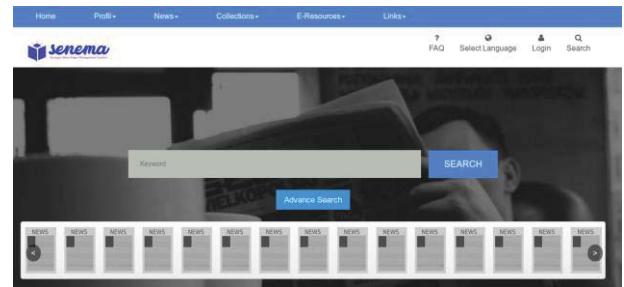 Home Profil News Collections E-Resources Links
senema
? FAQ Select Language Login Search
Keyword SEARCH
WIELKOPO
Advance Search
NEWS NEWS NEWS NEWS NEWS NEWS NEWS NEWS NEWS NEWS NEWS NEWS NEWS NEWS NEWS
< >